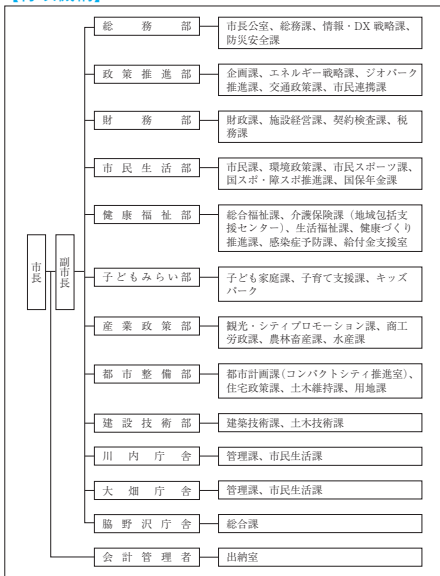 総務部
市長公室、総務課、情報・DX 戦略課、
防災安全課
政策推進部
企画課、エネルギー戦略課、ジオパーク
推進課、交通政策課、市民連携課
財務部
財政課、施設経営課、契約検査課、税
務課
市民生活部
市民課、環境政策課、市民スポーツ課、
国スポ・障スポ推進課、国保年金課
健康福祉部
総合福祉課、介護保険課（地域包括支
援センター）、生活福祉課、健康づくり
推進課、感染症予防課、給付金支援室
市長
副市長
子どもみらい部
子ども家庭課、子育て支援課、キッズ
パーク
産業政策部
観光・シティプロモーション課、商工
労政課、農林畜産課、水産課
都市整備部
都市計画課（コンパクトシティ推進室）、
住宅政策課、土木維持課、用地課
建設技術部
建築技術課、土木技術課
川内庁舎
管理課、市民生活課
大畑庁舎
管理課、市民生活課
脇野沢庁舎
総合課
会計管理者
出納室